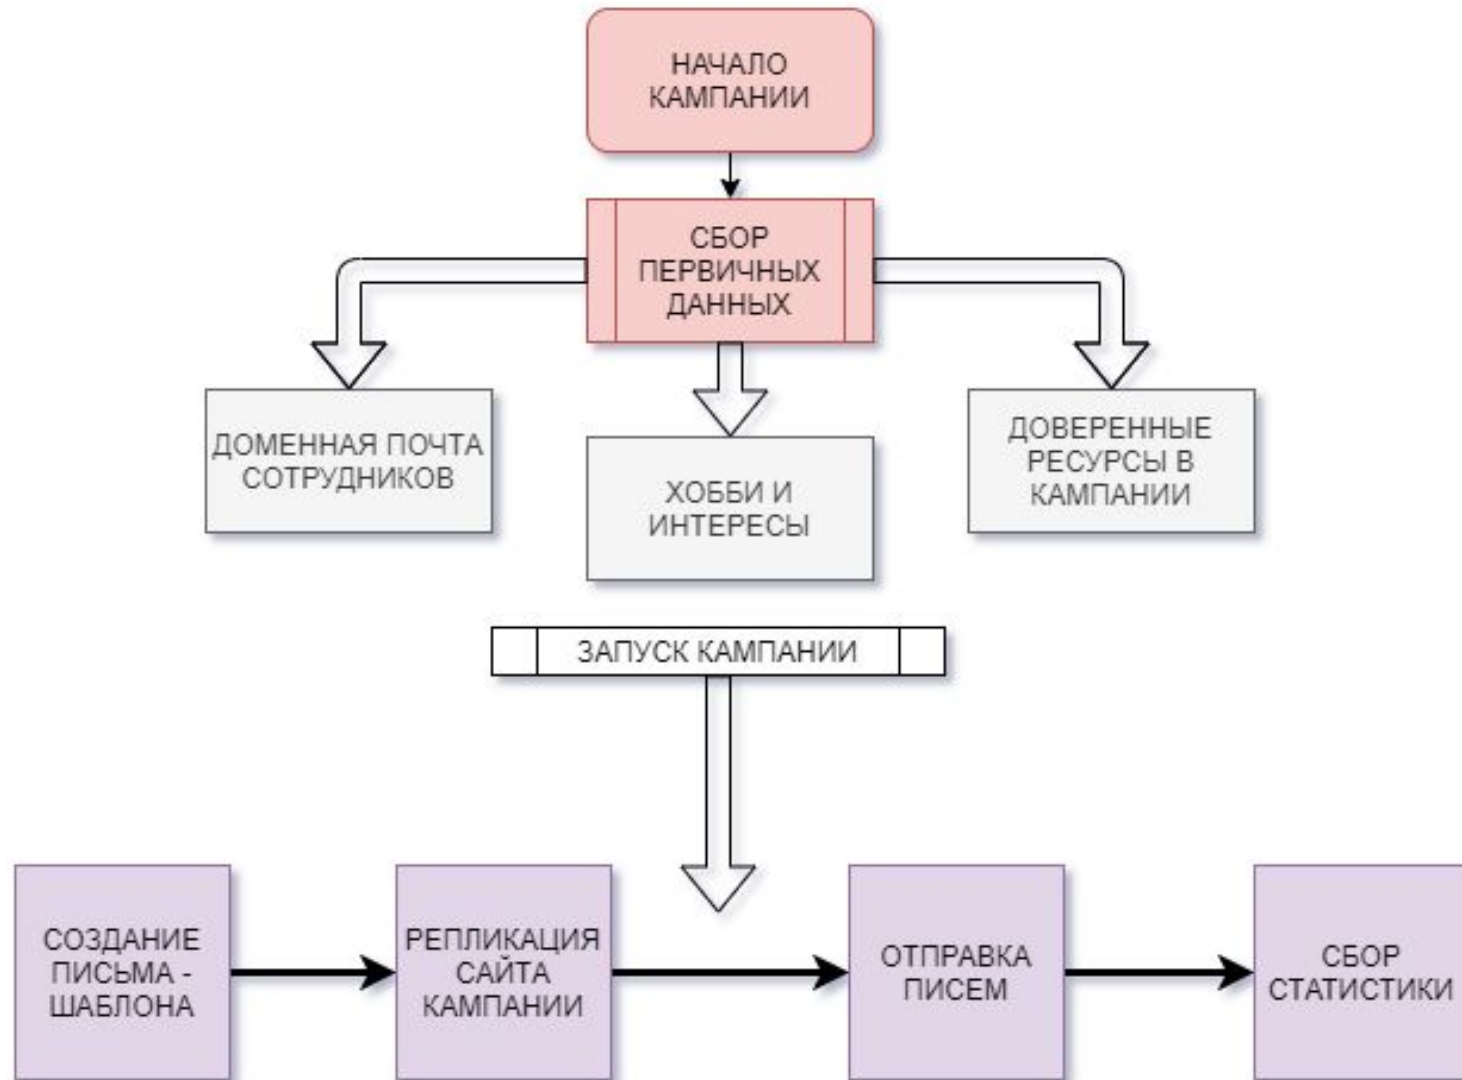 НАЧАЛО
КАМПАНИИ
СБОР
ПЕРВИЧНЫХ
ДАННЫХ
ДОМЕННАЯ ПОЧТА
СОТРУДНИКОВ
ХОББИ И
ИНТЕРЕСЫ
ДОВЕРЕННЫЕ
РЕСУРСЫ В
КАМПАНИИ
ЗАПУСК КАМПАНИИ
СОЗДАНИЕ
ПИСЬМА -
ШАБЛОНА
РЕПЛИКАЦИЯ
САЙТА
КАМПАНИИ
ОТПРАВКА
ПИСЕМ
СБОР
СТАТИСТИКИ